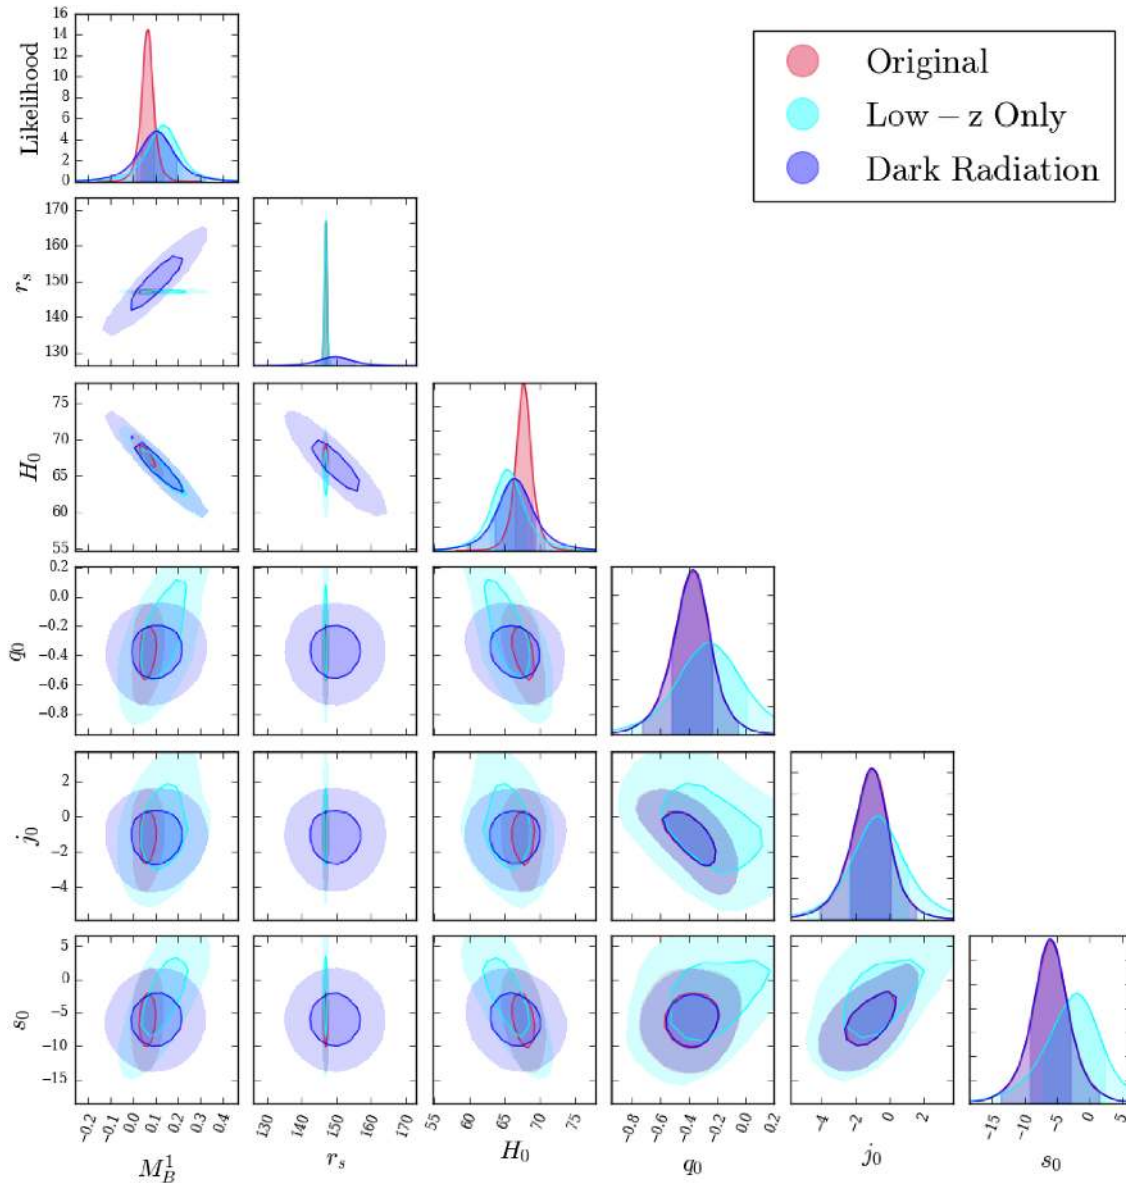 16
14
12
10
8
6
4
2
0
Likelihood
Original
Low – z Only
Dark Radiation
170
160
150
140
130
r_s
130 140 150 160 170
75
70
65
60
55
H_0
0.2
0.0
−0.2
−0.4
−0.6
−0.8
q_0
2
0
−2
−4
j_0
5
0
−5
−10
−15
s_0
−0.2 −0.1 0.0 0.1 0.2 0.3 0.4
130 140 150 160 170
55 60 65 70 75
−0.8 −0.6 −0.4 −0.2 0.0 0.2
−4 −2 0 2
−15 −10 −5 0 5
M_B^1 r_s H_0 q_0 j_0 s_0